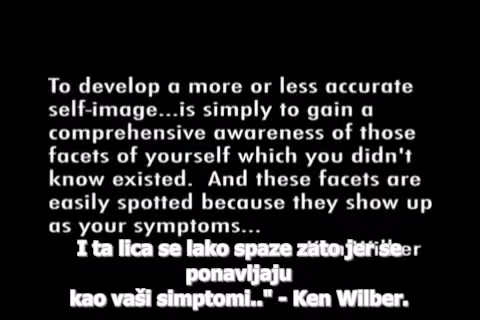 To develop a more or less accurate
self-image...is simply to gain a
comprehensive awareness of those
facets of yourself which you didn't
know existed. And these facets are
easily spotted because they show up
as your symptoms...
I ta lica se lako spaze zato jer se
ponavljaju
kao vaši simptomi.." - Ken Wilber.